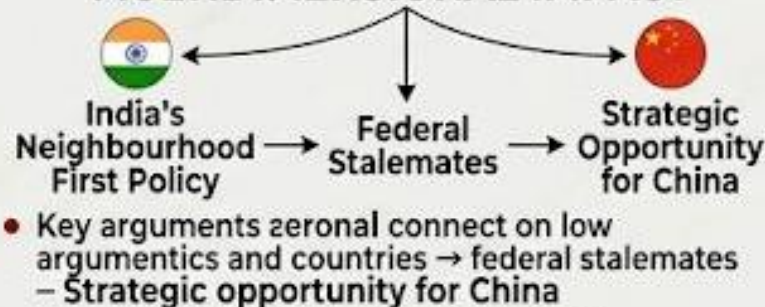 India's
Neighbourhood
First Policy
→ Federal
Stalemates →
Strategic
Opportunity
for China
• Key arguments zeronal connect on low
argumentics and countries → federal stalemates
– Strategic opportunity for China